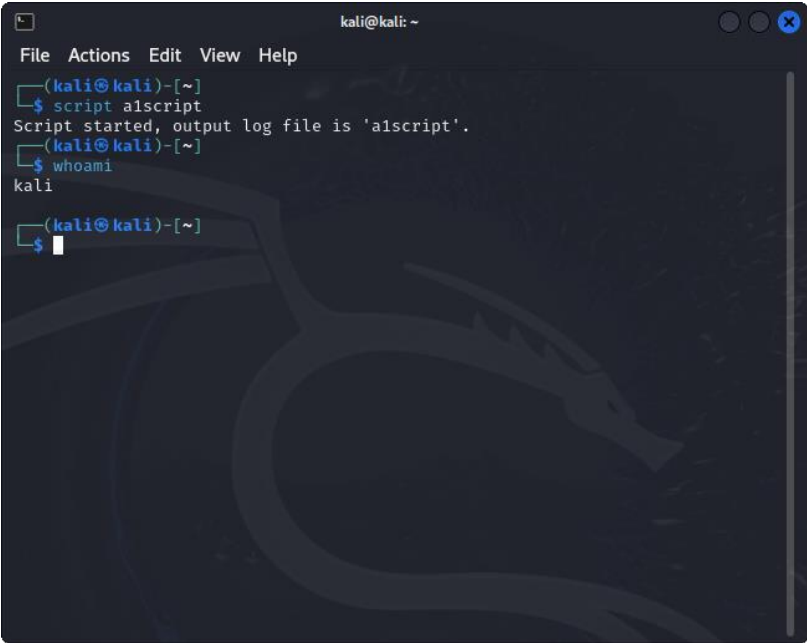 kali@kali: ~
File Actions Edit View Help
┌──(kali㉿kali)-[~]
└─$ script a1script
Script started, output log file is 'a1script'.
┌──(kali㉿kali)-[~]
└─$ whoami
kali
┌──(kali㉿kali)-[~]
└─$